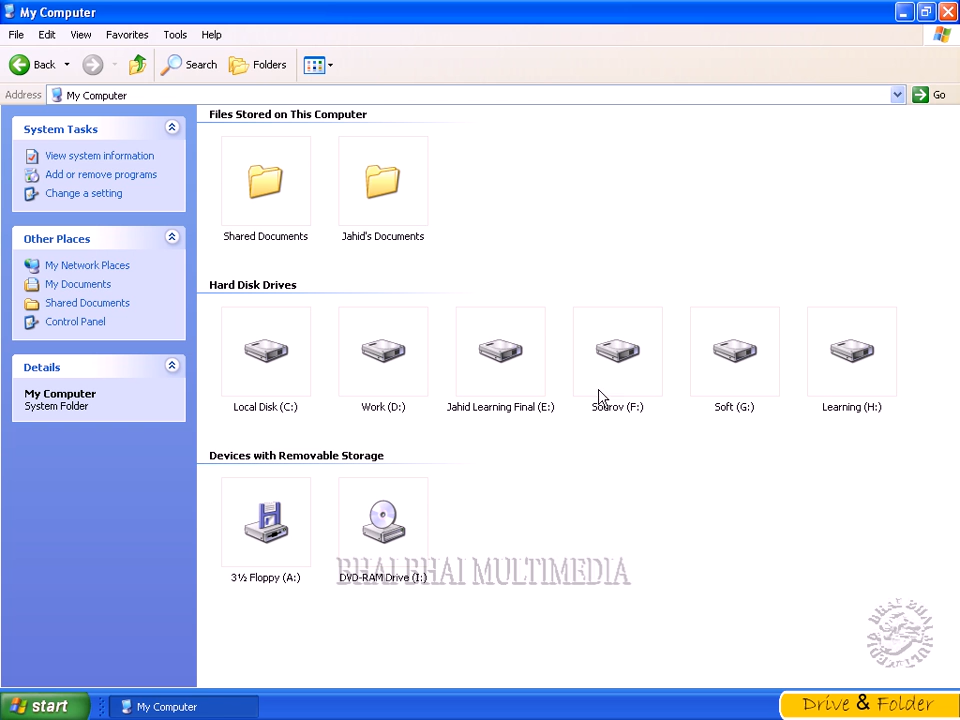 My Computer
File Edit View Favorites Tools Help
Back Search Folders
Address My Computer Go
System Tasks
View system information
Add or remove programs
Change a setting
Other Places
My Network Places
My Documents
Shared Documents
Control Panel
Details
My Computer
System Folder
Files Stored on This Computer
Shared Documents Jahid's Documents
Hard Disk Drives
Local Disk (C:) Work (D:) Jahid Learning Final (E:) Sourov (F:) Soft (G:) Learning (H:)
Devices with Removable Storage
3½ Floppy (A:) DVD-RAM Drive (I:)
BHAI BHAI MULTIMEDIA
BHAI BHAI MULTIMEDIA
start My Computer Drive & Folder